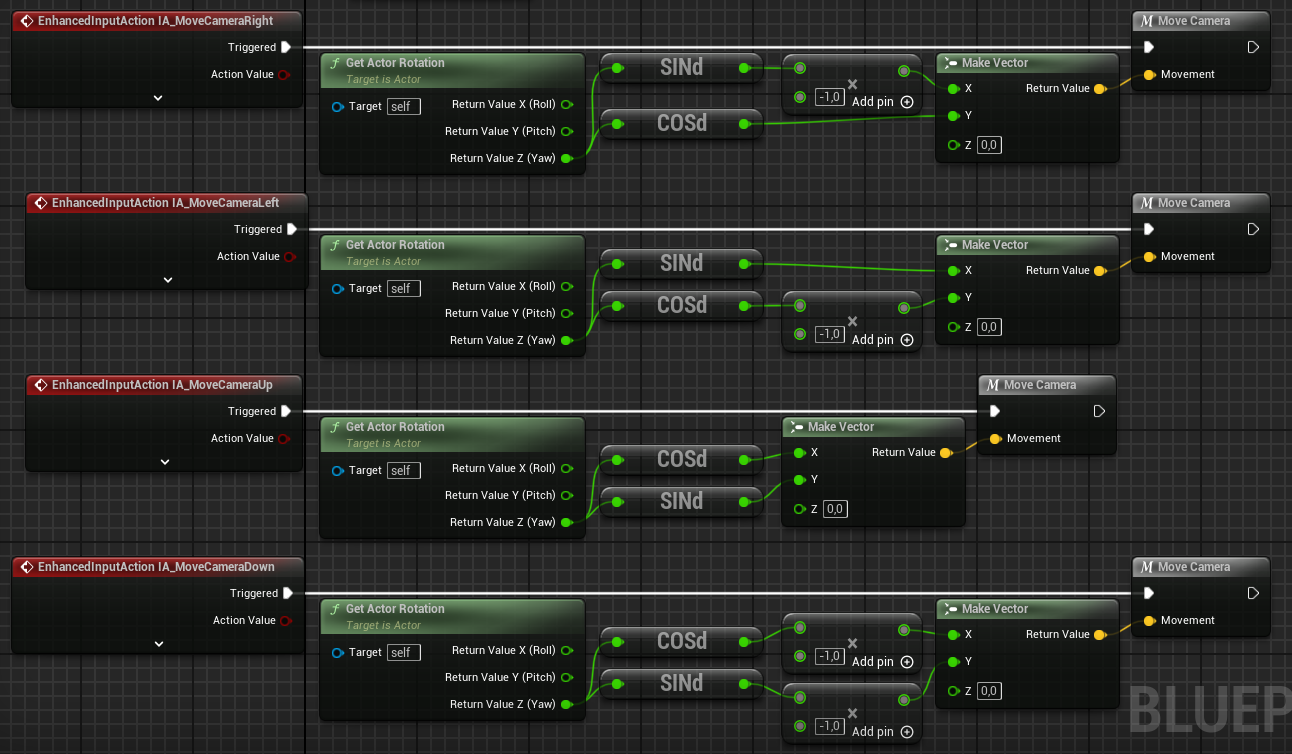 EnhancedInputAction IA_MoveCameraRight
Triggered
Action Value
Get Actor Rotation
Target is Actor
Target self
Return Value X (Roll)
Return Value Y (Pitch)
Return Value Z (Yaw)
SINd
COSd
-1,0
Add pin
Make Vector
X
Return Value
Y
Z 0,0
Move Camera
Movement
EnhancedInputAction IA_MoveCameraLeft
Triggered
Action Value
Get Actor Rotation
Target is Actor
Target self
Return Value X (Roll)
Return Value Y (Pitch)
Return Value Z (Yaw)
SINd
COSd
-1,0
Add pin
Make Vector
X
Return Value
Y
Z 0,0
Move Camera
Movement
EnhancedInputAction IA_MoveCameraUp
Triggered
Action Value
Get Actor Rotation
Target is Actor
Target self
Return Value X (Roll)
Return Value Y (Pitch)
Return Value Z (Yaw)
COSd
SINd
Make Vector
X
Return Value
Y
Z 0,0
Move Camera
Movement
EnhancedInputAction IA_MoveCameraDown
Triggered
Action Value
Get Actor Rotation
Target is Actor
Target self
Return Value X (Roll)
Return Value Y (Pitch)
Return Value Z (Yaw)
COSd
SINd
-1,0
Add pin
-1,0
Add pin
Make Vector
X
Return Value
Y
Z 0,0
Move Camera
Movement
BLUEP